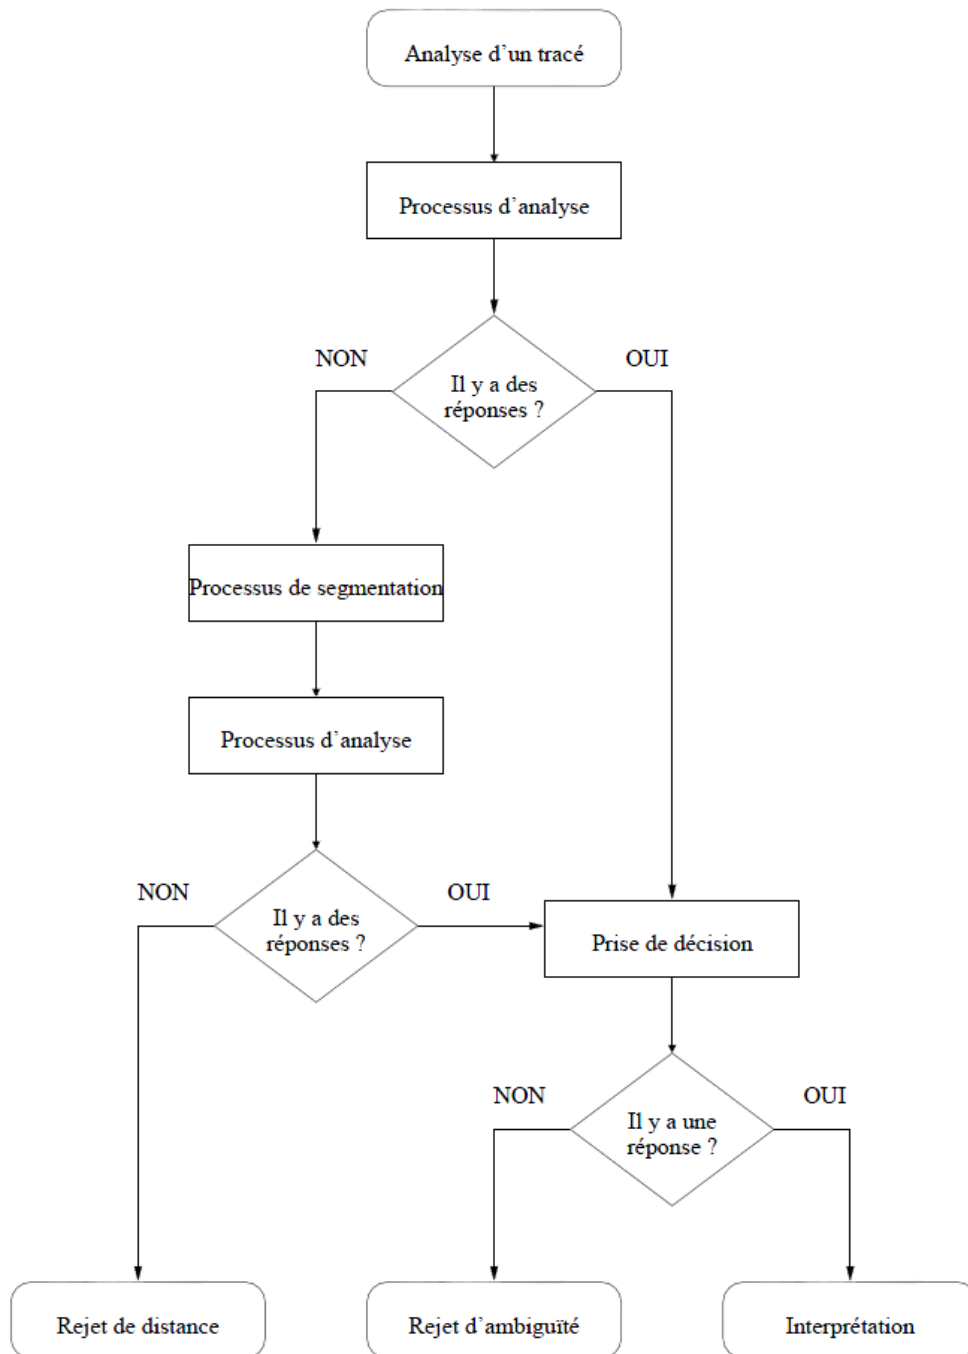 Analyse d’un tracé
Processus d’analyse
NON
OUI
Il y a des
réponses ?
Processus de segmentation
Processus d’analyse
NON
OUI
Il y a des
réponses ?
Prise de décision
NON
OUI
Il y a une
réponse ?
Rejet de distance
Rejet d’ambiguïté
Interprétation